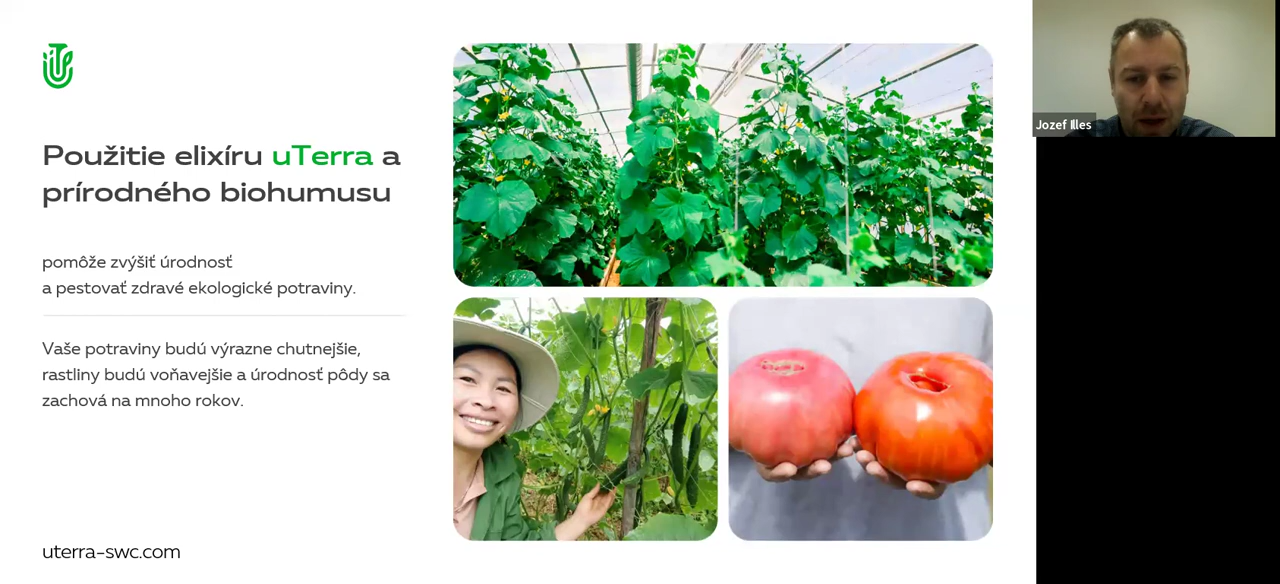 Použitie elixíru uTerra a
prírodného biohumusu
pomôže zvýšiť úrodnosť
a pestovať zdravé ekologické potraviny.
Vaše potraviny budú výrazne chutnejšie,
rastliny budú voňavejšie a úrodnosť pôdy sa
zachová na mnoho rokov.
uterra-swc.com
Jozef Illes